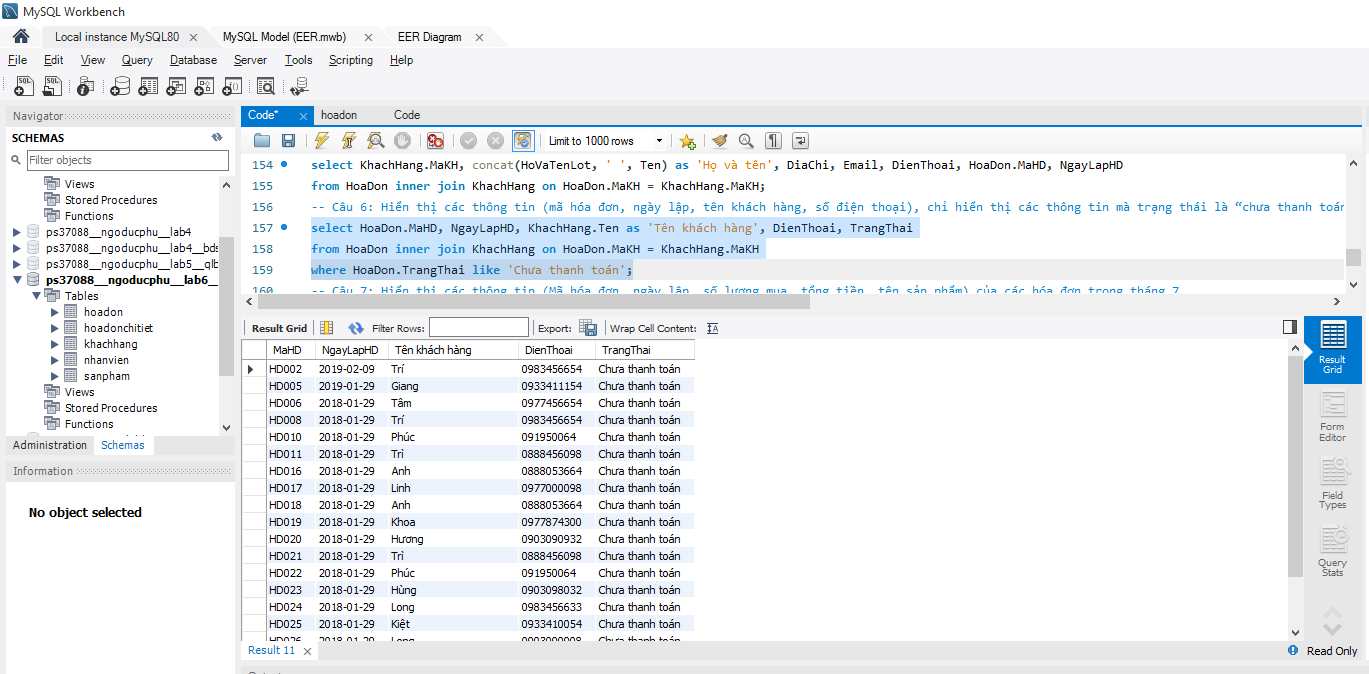 MySQL Workbench
Local instance MySQL80 MySQL Model (EER.mwb) EER Diagram
File Edit View Query Database Server Tools Scripting Help
Navigator
SCHEMAS
Filter objects
Views
Stored Procedures
Functions
ps37088__ngoducphu__lab4
ps37088__ngoducphu__lab4__bds
ps37088__ngoducphu__lab5__qlb
ps37088__ngoducphu__lab6__
Tables
hoadon
hoadonchitiet
khachhang
nhanvien
sanpham
Views
Stored Procedures
Functions
Administration Schemas
Information
No object selected
Code* hoadon Code
Limit to 1000 rows
154 select KhachHang.MaKH, concat(HoVaTenLot, ' ', Ten) as 'Họ và tên', DiaChi, Email, DienThoai, HoaDon.MaHD, NgayLapHD
155 from HoaDon inner join KhachHang on HoaDon.MaKH = KhachHang.MaKH;
156 -- Câu 6: Hiển thị các thông tin (mã hóa đơn, ngày lập, tên khách hàng, số điện thoại), chỉ hiển thị các thông tin mà trạng thái là “chưa thanh toán
157 select HoaDon.MaHD, NgayLapHD, KhachHang.Ten as 'Tên khách hàng', DienThoai, TrangThai
158 from HoaDon inner join KhachHang on HoaDon.MaKH = KhachHang.MaKH
159 where HoaDon.TrangThai like 'Chưa thanh toán';
160 -- Câu 7: Hiển thị các thông tin (Mã hóa đơn, ngày lập, số lượng mua, tổng tiền, tên sản phẩm) của các hóa đơn trong tháng 7
Result Grid Filter Rows: Export: Wrap Cell Content:
MaHD NgayLapHD Tên khách hàng DienThoai TrangThai
HD002 2019-02-09 Trí 0983456654 Chưa thanh toán
HD005 2019-01-29 Giang 0933411154 Chưa thanh toán
HD006 2018-01-29 Tâm 0977456654 Chưa thanh toán
HD008 2018-01-29 Trí 0983456654 Chưa thanh toán
HD010 2018-01-29 Phúc 091950064 Chưa thanh toán
HD011 2018-01-29 Trì 0888456098 Chưa thanh toán
HD016 2018-01-29 Anh 0888053664 Chưa thanh toán
HD017 2018-01-29 Linh 0977000098 Chưa thanh toán
HD018 2018-01-29 Anh 0888053664 Chưa thanh toán
HD019 2018-01-29 Khoa 0977874300 Chưa thanh toán
HD020 2018-01-29 Hương 0903090932 Chưa thanh toán
HD021 2018-01-29 Trì 0888456098 Chưa thanh toán
HD022 2018-01-29 Phúc 091950064 Chưa thanh toán
HD023 2018-01-29 Hùng 0903098032 Chưa thanh toán
HD024 2018-01-29 Long 0983456633 Chưa thanh toán
HD025 2018-01-29 Kiệt 0933410054 Chưa thanh toán
HD026 2018-01-29 Long Chưa thanh toán
Result Grid
Form Editor
Field Types
Query Stats
Result 11
Read Only